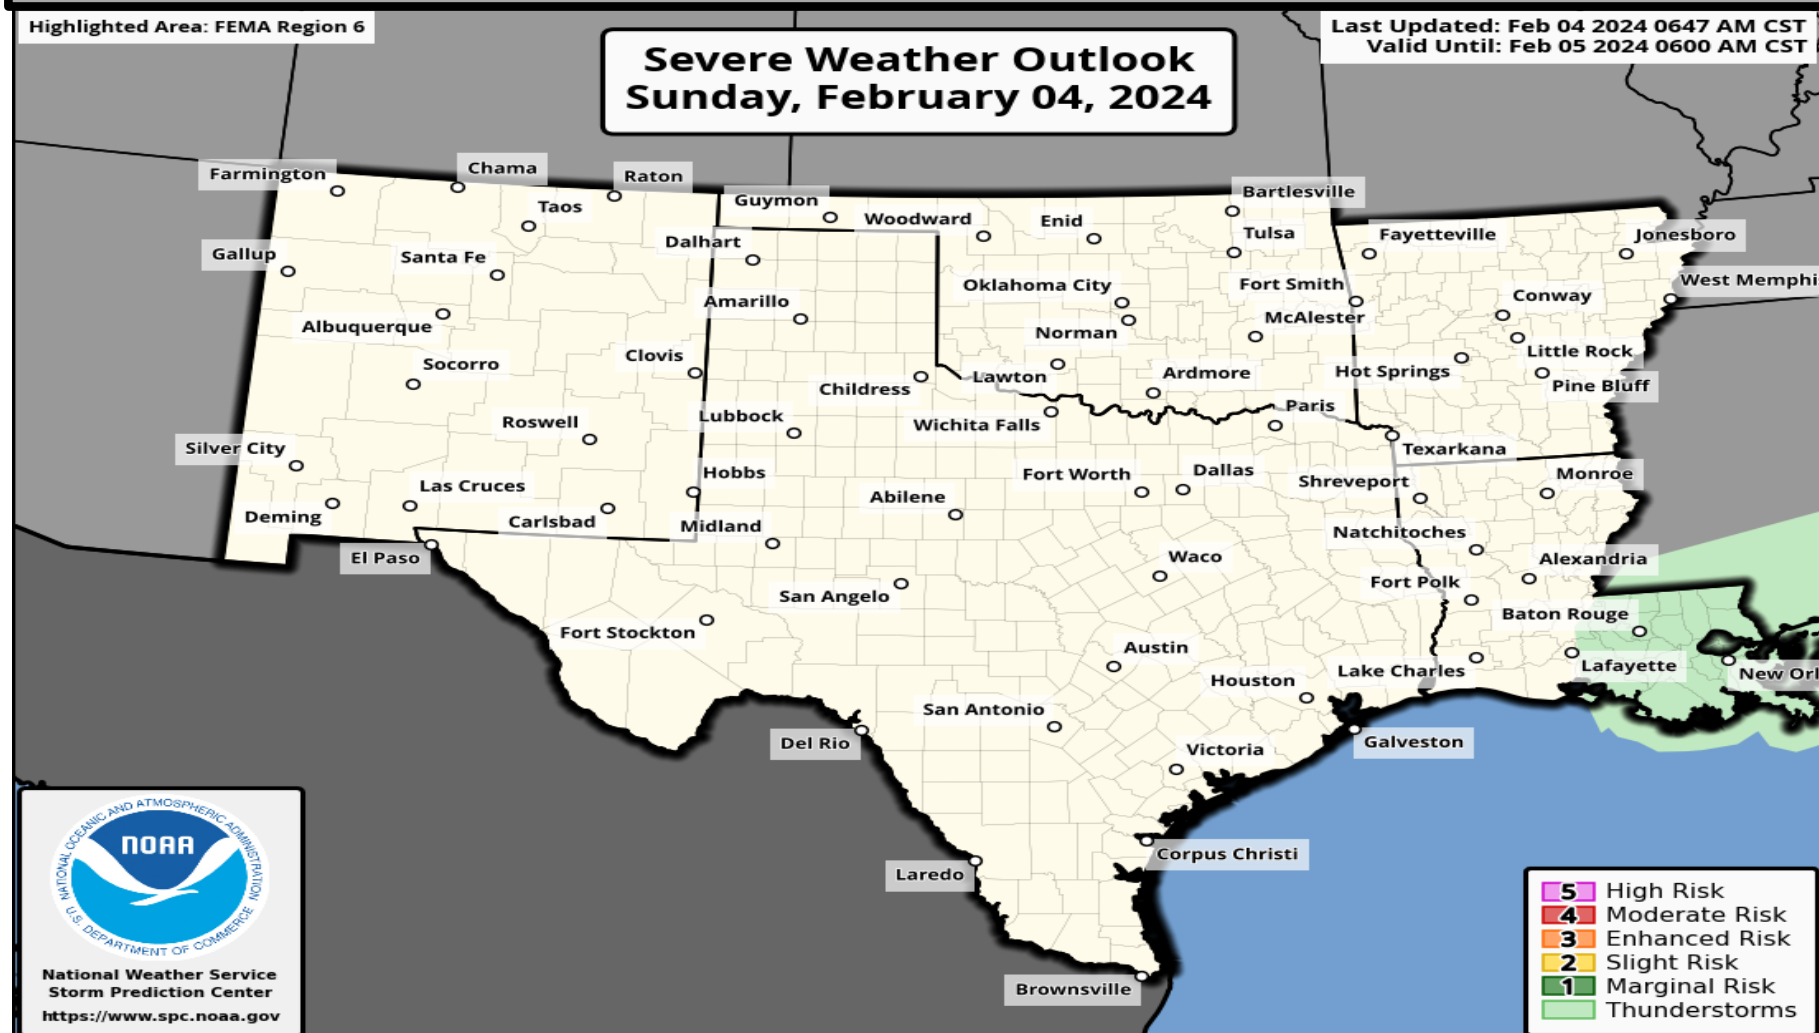 Highlighted Area: FEMA Region 6
Severe Weather Outlook
Sunday, February 04, 2024
Last Updated: Feb 04 2024 0647 AM CST
Valid Until: Feb 05 2024 0600 AM CST
Farmington
Chama
Raton
Taos
Guymon
Woodward
Enid
Bartlesville
Gallup
Santa Fe
Dalhart
Tulsa
Fayetteville
Jonesboro
Albuquerque
Amarillo
Oklahoma City
Fort Smith
Conway
West Memphi
Norman
McAlester
Socorro
Clovis
Childress
Lawton
Ardmore
Hot Springs
Little Rock
Pine Bluff
Roswell
Lubbock
Wichita Falls
Paris
Silver City
Texarkana
Las Cruces
Hobbs
Abilene
Fort Worth
Dallas
Shreveport
Monroe
Deming
Carlsbad
Midland
Natchitoches
El Paso
Waco
Alexandria
San Angelo
Fort Polk
Fort Stockton
Baton Rouge
Austin
Lake Charles
Lafayette
New Orl
Houston
San Antonio
Del Rio
Victoria
Galveston
Laredo
Corpus Christi
Brownsville
NATIONAL OCEANIC AND ATMOSPHERIC ADMINISTRATION
NOAA
U.S. DEPARTMENT OF COMMERCE
National Weather Service
Storm Prediction Center
https://www.spc.noaa.gov
5 High Risk
4 Moderate Risk
3 Enhanced Risk
2 Slight Risk
1 Marginal Risk
Thunderstorms